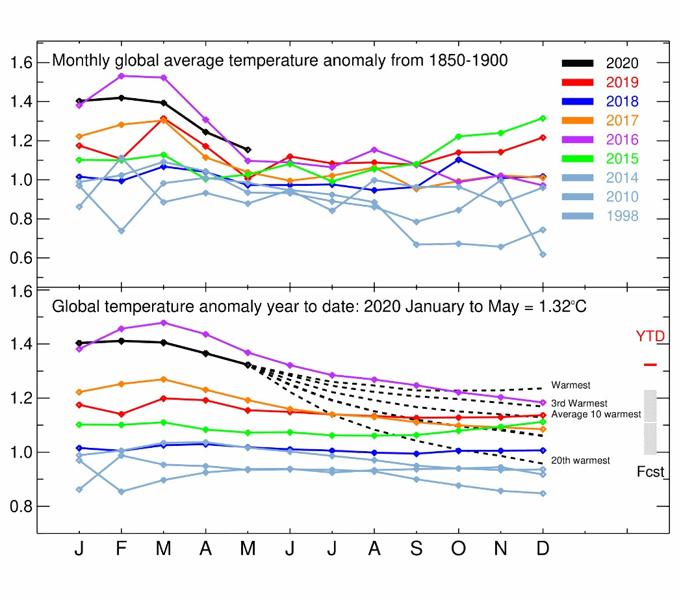 Monthly global average temperature anomaly from 1850-1900
1.6
1.4
1.2
1.0
0.8
0.6
2020
2019
2018
2017
2016
2015
2014
2010
1998
Global temperature anomaly year to date: 2020 January to May = 1.32°C
1.6
1.4
1.2
1.0
0.8
YTD
Warmest
3rd Warmest
Average 10 warmest
20th warmest
Fcst
J F M A M J J A S O N D